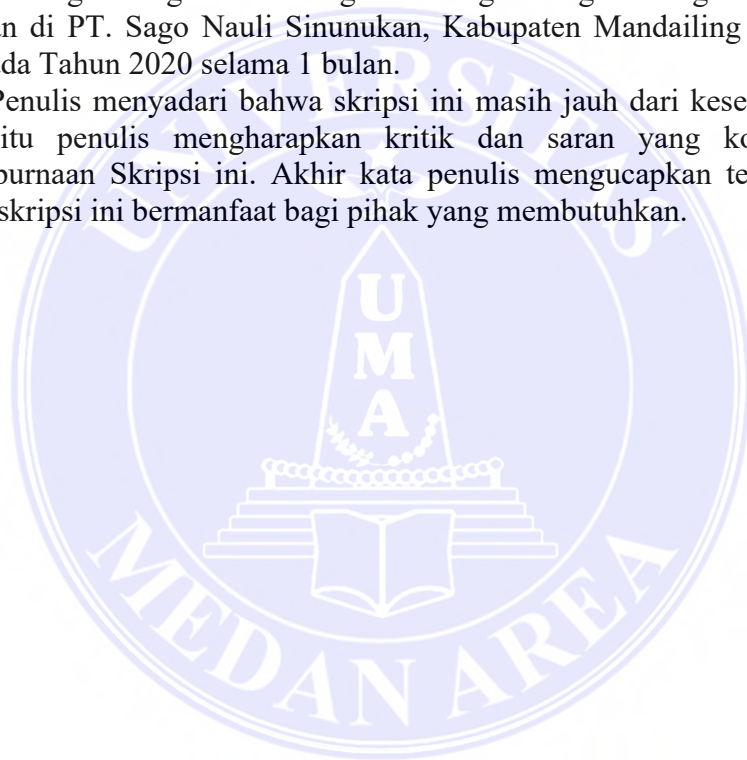 n di PT. Sago Nauli Sinunukan, Kabupaten Mandailing
da Tahun 2020 selama 1 bulan.
Penulis menyadari bahwa skripsi ini masih jauh dari kese
itu penulis mengharapkan kritik dan saran yang ko
purnaan Skripsi ini. Akhir kata penulis mengucapkan te
skripsi ini bermanfaat bagi pihak yang membutuhkan.
UNIVERSITAS
U
M
A
MEDAN AREA